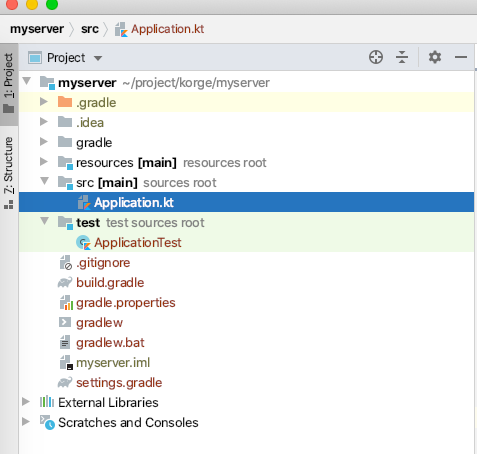 myserver src Application.kt
1: Project
Project
myserver ~/project/korge/myserver
.gradle
.idea
gradle
resources [main] resources root
src [main] sources root
Application.kt
7: Structure
test test sources root
ApplicationTest
.gitignore
build.gradle
gradle.properties
gradlew
gradlew.bat
myserver.iml
settings.gradle
External Libraries
Scratches and Consoles